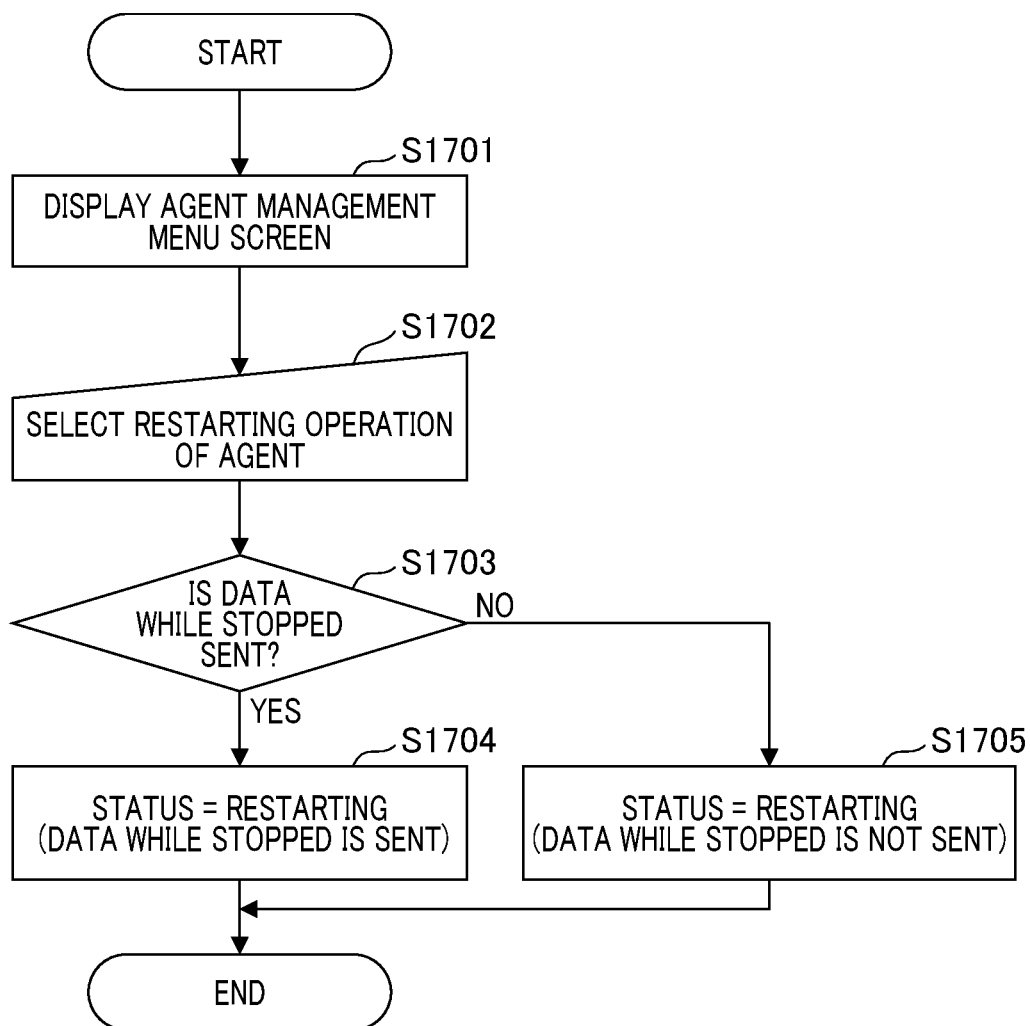 START
S1701
DISPLAY AGENT MANAGEMENT
MENU SCREEN
S1702
SELECT RESTARTING OPERATION
OF AGENT
S1703
IS DATA
WHILE STOPPED
SENT?
NO
YES
S1704
STATUS = RESTARTING
(DATA WHILE STOPPED IS SENT)
S1705
STATUS = RESTARTING
(DATA WHILE STOPPED IS NOT SENT)
END